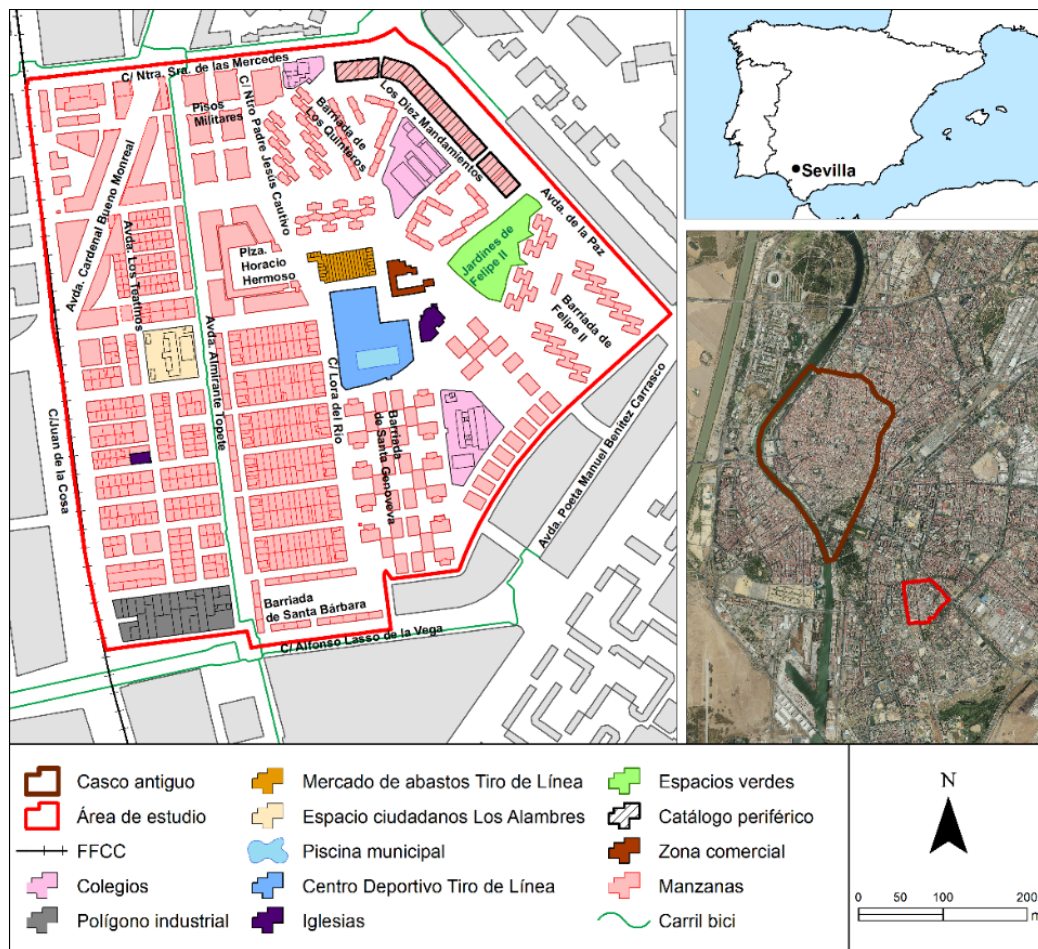 C/ Ntra. Sra. de las Mercedes
Pisos
Militares
C/ Ntro Padre Jesús Cautivo
Barriada de
Los Quinteros
Los Diez Mandamientos
Avda. de la Paz
Avda. Cardenal Bueno Monreal
Avda. Los Teatinos
Plza.
Horacio
Hermoso
Jardines de
Felipe II
Barriada de
Felipe II
Avda. Almirante Topete
C/ Lora del Río
Barriada
de Santa Genoveva
C/Juan de la Cosa
Avda. Poeta Manuel Benítez Carrasco
Barriada
de Santa Bárbara
C/ Alfonso Lasso de la Vega
Sevilla
Casco antiguo
Área de estudio
FFCC
Colegios
Polígono industrial
Mercado de abastos Tiro de Línea
Espacio ciudadanos Los Alambres
Piscina municipal
Centro Deportivo Tiro de Línea
Iglesias
Espacios verdes
Catálogo periférico
Zona comercial
Manzanas
Carril bici
N
0 50 100 200
m